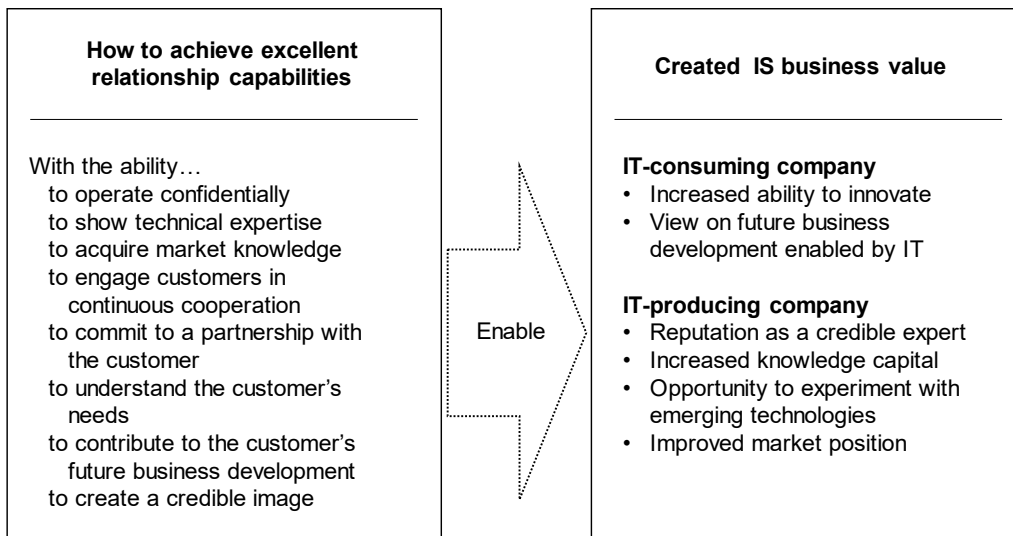 How to achieve excellent
relationship capabilities
With the ability…
to operate confidentially
to show technical expertise
to acquire market knowledge
to engage customers in
continuous cooperation
to commit to a partnership with
the customer
to understand the customer’s
needs
to contribute to the customer’s
future business development
to create a credible image
Enable
Created IS business value
IT-consuming company
• Increased ability to innovate
• View on future business
development enabled by IT
IT-producing company
• Reputation as a credible expert
• Increased knowledge capital
• Opportunity to experiment with
emerging technologies
• Improved market position